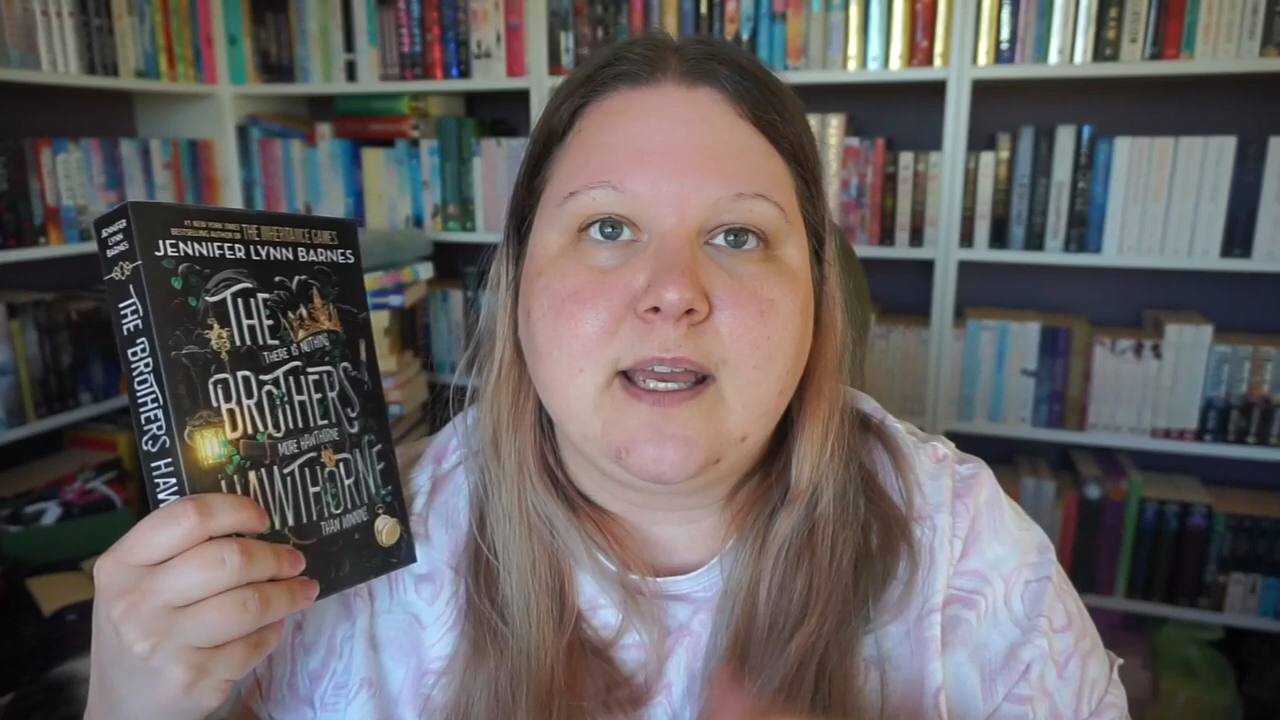 #1 NEW YORK TIMES
BESTSELLING AUTHOR OF THE INHERITANCE GAMES
JENNIFER LYNN BARNES
THE
THERE IS NOTHING
BROTHERS
MORE HAWTHORNE
HAWTHORNE
THAN WINNING
JENNIFER
LYNN
BARNES
THE BROTHERS HAW